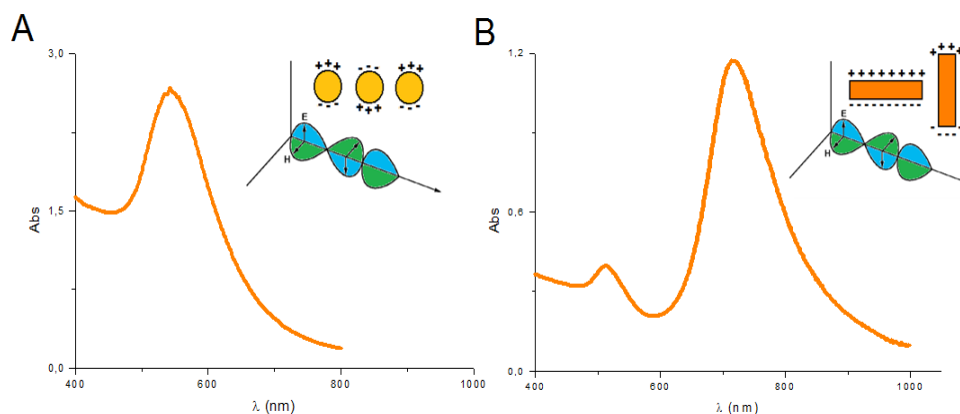 A
3,0
1,5
0,0
Abs
400
600
800
1000
λ (nm)
+++
---
+++
---
+++
---
E
H
B
1,2
0,6
0,0
Abs
400
600
800
1000
λ (nm)
++++++++
E
H